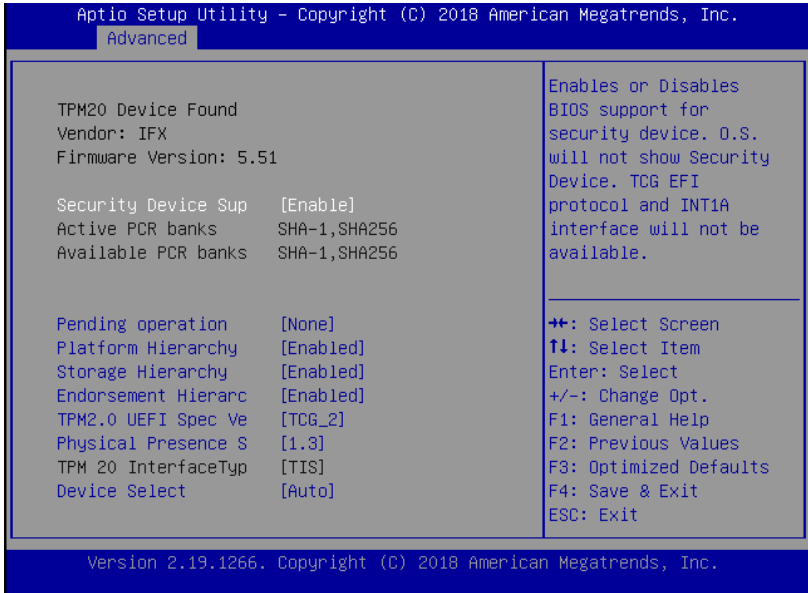 Aptio Setup Utility – Copyright (C) 2018 American Megatrends, Inc.
Advanced
TPM20 Device Found
Vendor: IFX
Firmware Version: 5.51
Security Device Sup [Enable]
Active PCR banks SHA-1,SHA256
Available PCR banks SHA-1,SHA256
Pending operation [None]
Platform Hierarchy [Enabled]
Storage Hierarchy [Enabled]
Endorsement Hierarc [Enabled]
TPM2.0 UEFI Spec Ve [TCG_2]
Physical Presence S [1.3]
TPM 20 InterfaceTyp [TIS]
Device Select [Auto]
Enables or Disables
BIOS support for
security device. O.S.
will not show Security
Device. TCG EFI
protocol and INT1A
interface will not be
available.
→←: Select Screen
↑↓: Select Item
Enter: Select
+/-: Change Opt.
F1: General Help
F2: Previous Values
F3: Optimized Defaults
F4: Save & Exit
ESC: Exit
Version 2.19.1266. Copyright (C) 2018 American Megatrends, Inc.